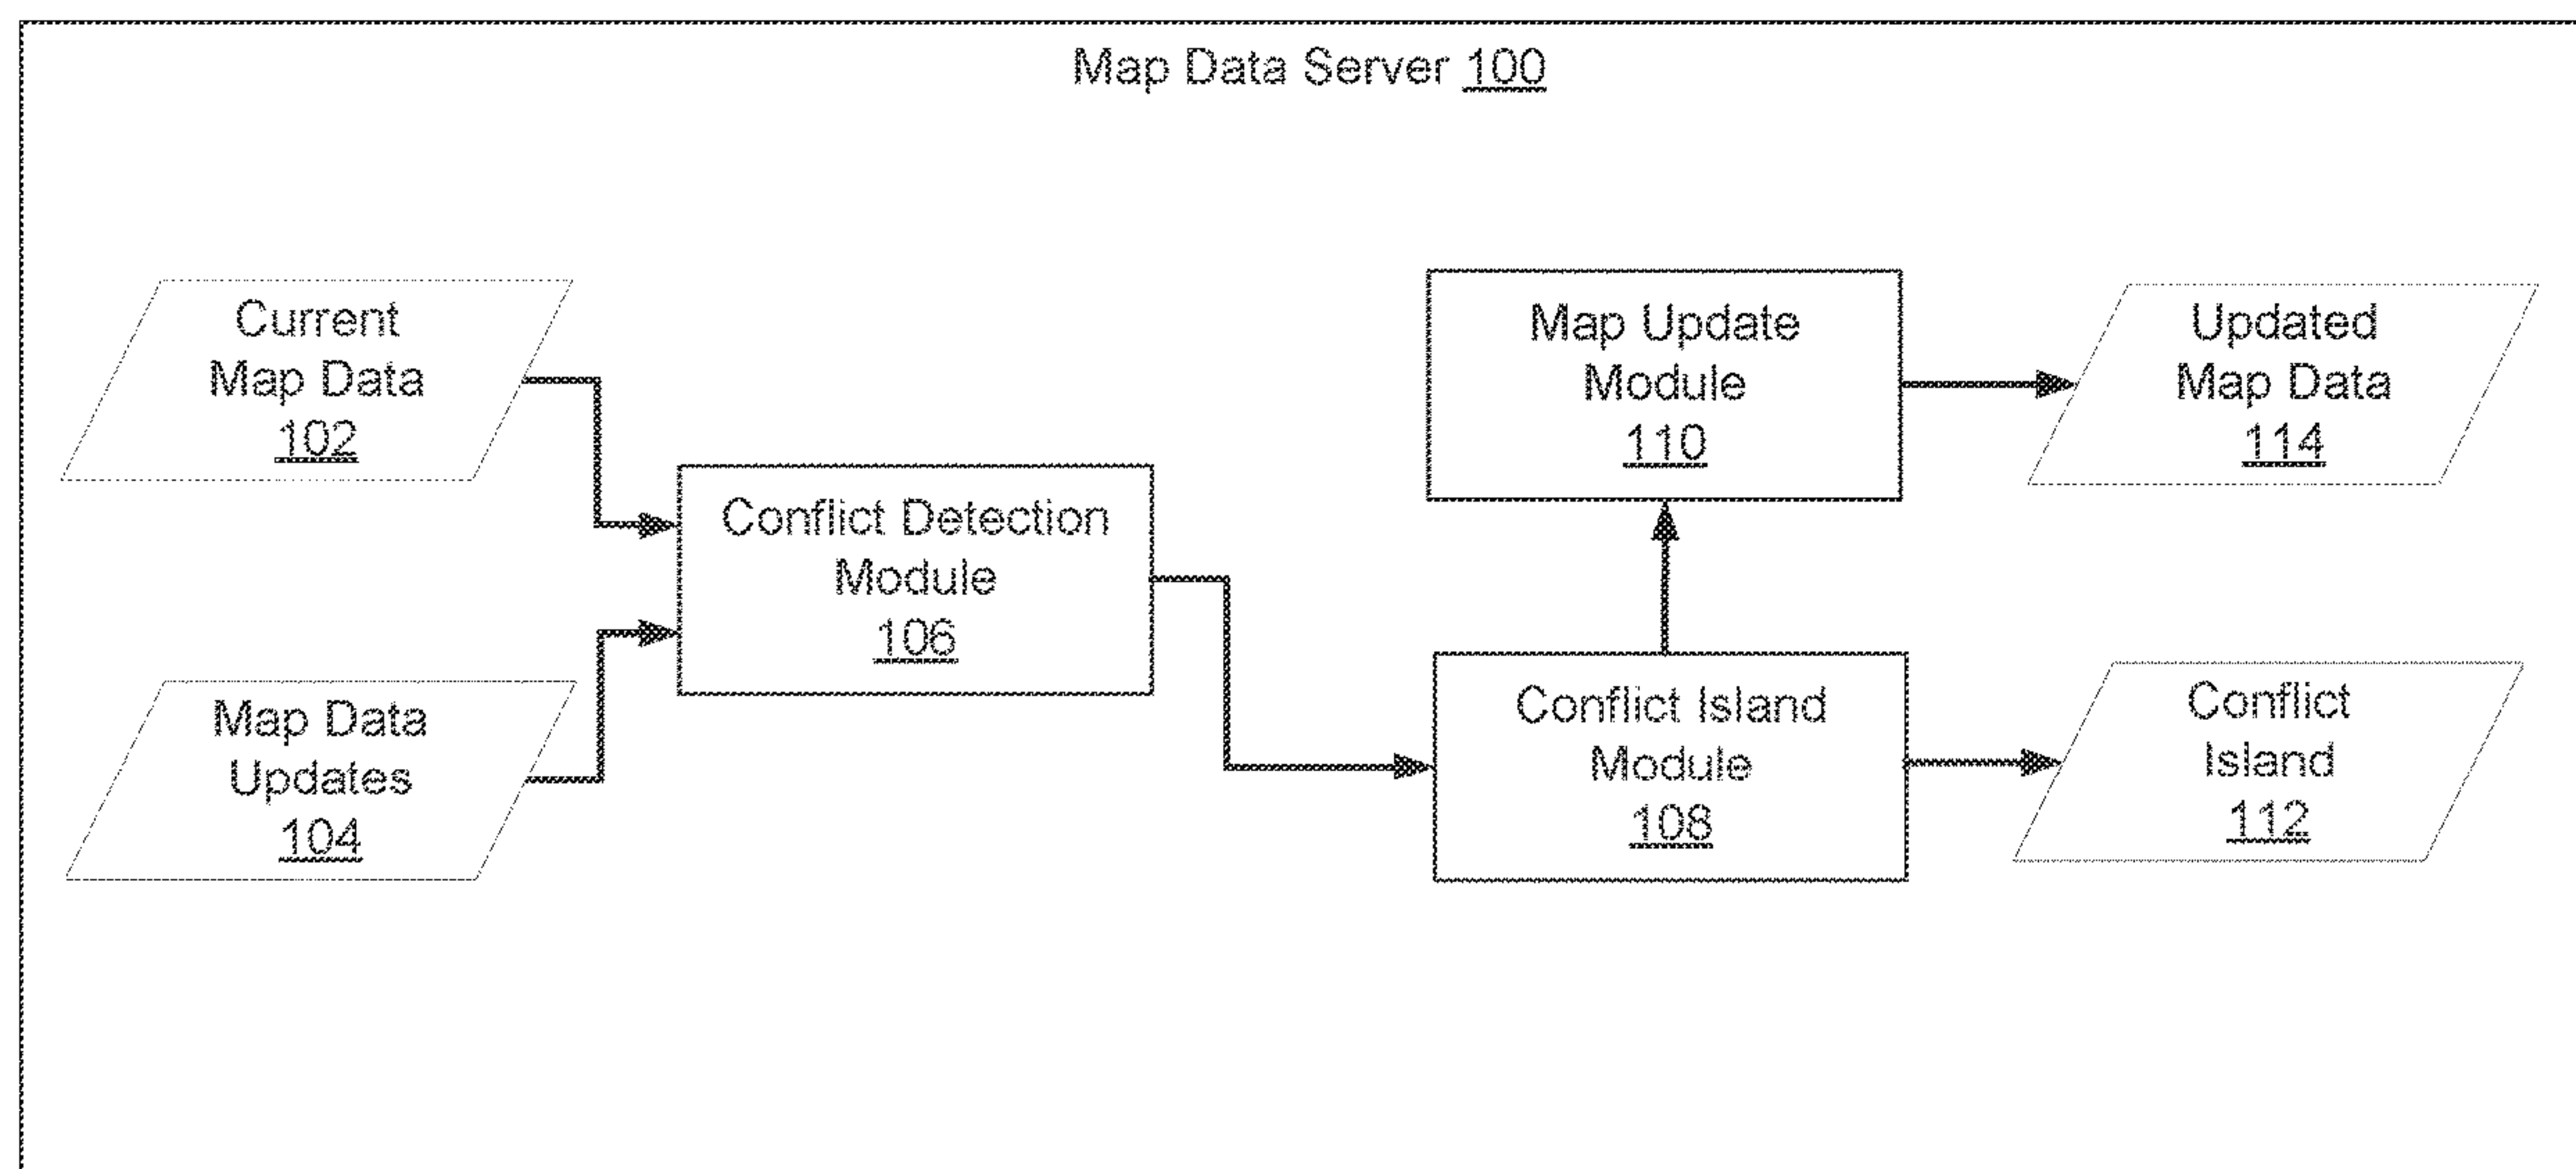 Map Data Server 100
Current
Map Data
102
Map Data
Updates
104
Conflict Detection
Module
106
Map Update
Module
110
Conflict Island
Module
108
Updated
Map Data
114
Conflict
Island
112